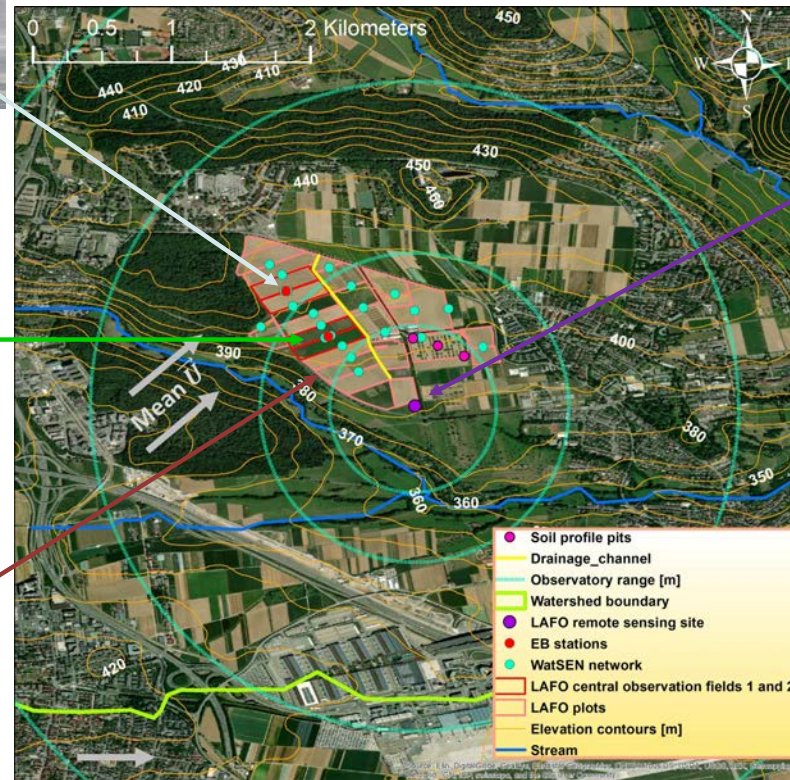 450
N
0 0.5 1 2 Kilometers
W
430
440 420 410
440
410
S
430
450
440
460
400
390
Mean U
380
370
380
350
360 360
Soil profile pits
Drainage_channel
Observatory range [m]
Watershed boundary
LAFO remote sensing site
EB stations
WatSEN network
LAFO central observation fields 1 and 2
LAFO plots
Elevation contours [m]
Stream
420